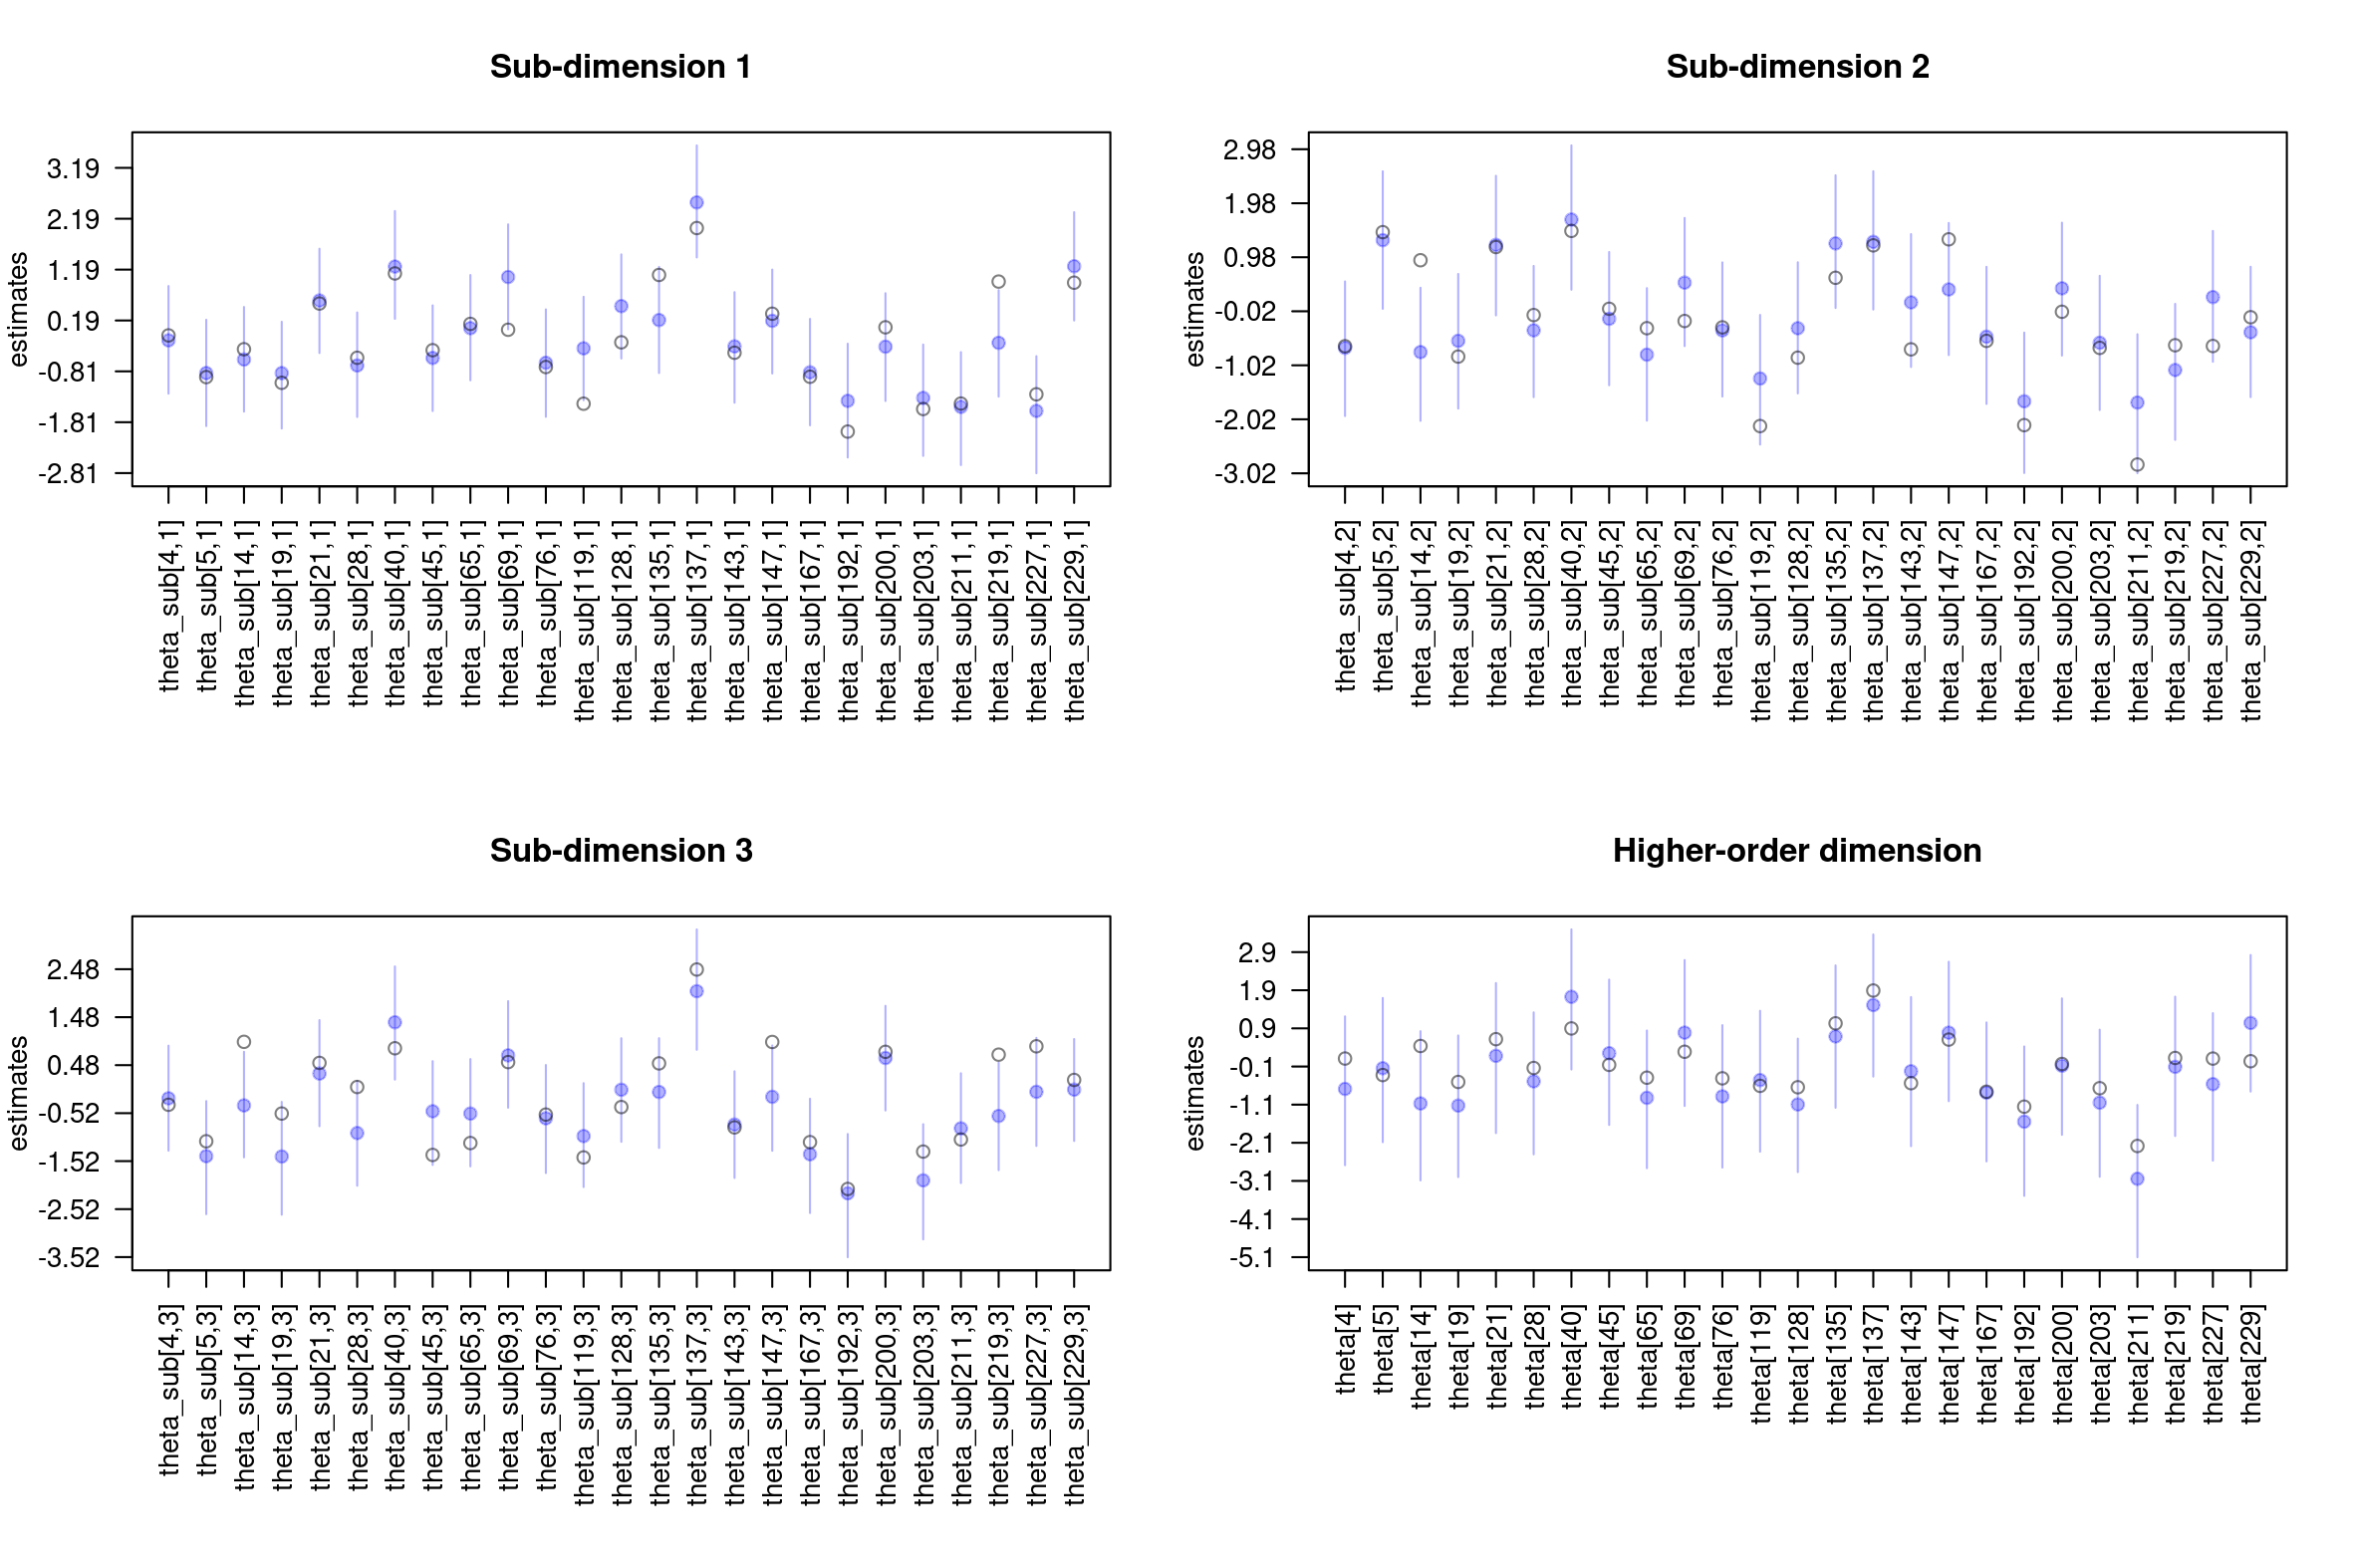 Sub-dimension 1
estimates
3.19
2.19
1.19
0.19
-0.81
-1.81
-2.81
theta_sub[4,1]
theta_sub[5,1]
theta_sub[14,1]
theta_sub[19,1]
theta_sub[21,1]
theta_sub[28,1]
theta_sub[40,1]
theta_sub[45,1]
theta_sub[65,1]
theta_sub[69,1]
theta_sub[76,1]
theta_sub[119,1]
theta_sub[128,1]
theta_sub[135,1]
theta_sub[137,1]
theta_sub[143,1]
theta_sub[147,1]
theta_sub[167,1]
theta_sub[192,1]
theta_sub[200,1]
theta_sub[203,1]
theta_sub[211,1]
theta_sub[219,1]
theta_sub[227,1]
theta_sub[229,1]
Sub-dimension 2
estimates
2.98
1.98
0.98
-0.02
-1.02
-2.02
-3.02
theta_sub[4,2]
theta_sub[5,2]
theta_sub[14,2]
theta_sub[19,2]
theta_sub[21,2]
theta_sub[28,2]
theta_sub[40,2]
theta_sub[45,2]
theta_sub[65,2]
theta_sub[69,2]
theta_sub[76,2]
theta_sub[119,2]
theta_sub[128,2]
theta_sub[135,2]
theta_sub[137,2]
theta_sub[143,2]
theta_sub[147,2]
theta_sub[167,2]
theta_sub[192,2]
theta_sub[200,2]
theta_sub[203,2]
theta_sub[211,2]
theta_sub[219,2]
theta_sub[227,2]
theta_sub[229,2]
Sub-dimension 3
estimates
2.48
1.48
0.48
-0.52
-1.52
-2.52
-3.52
theta_sub[4,3]
theta_sub[5,3]
theta_sub[14,3]
theta_sub[19,3]
theta_sub[21,3]
theta_sub[28,3]
theta_sub[40,3]
theta_sub[45,3]
theta_sub[65,3]
theta_sub[69,3]
theta_sub[76,3]
theta_sub[119,3]
theta_sub[128,3]
theta_sub[135,3]
theta_sub[137,3]
theta_sub[143,3]
theta_sub[147,3]
theta_sub[167,3]
theta_sub[192,3]
theta_sub[200,3]
theta_sub[203,3]
theta_sub[211,3]
theta_sub[219,3]
theta_sub[227,3]
theta_sub[229,3]
Higher-order dimension
estimates
2.9
1.9
0.9
-0.1
-1.1
-2.1
-3.1
-4.1
-5.1
theta[4]
theta[5]
theta[14]
theta[19]
theta[21]
theta[28]
theta[40]
theta[45]
theta[65]
theta[69]
theta[76]
theta[119]
theta[128]
theta[135]
theta[137]
theta[143]
theta[147]
theta[167]
theta[192]
theta[200]
theta[203]
theta[211]
theta[219]
theta[227]
theta[229]